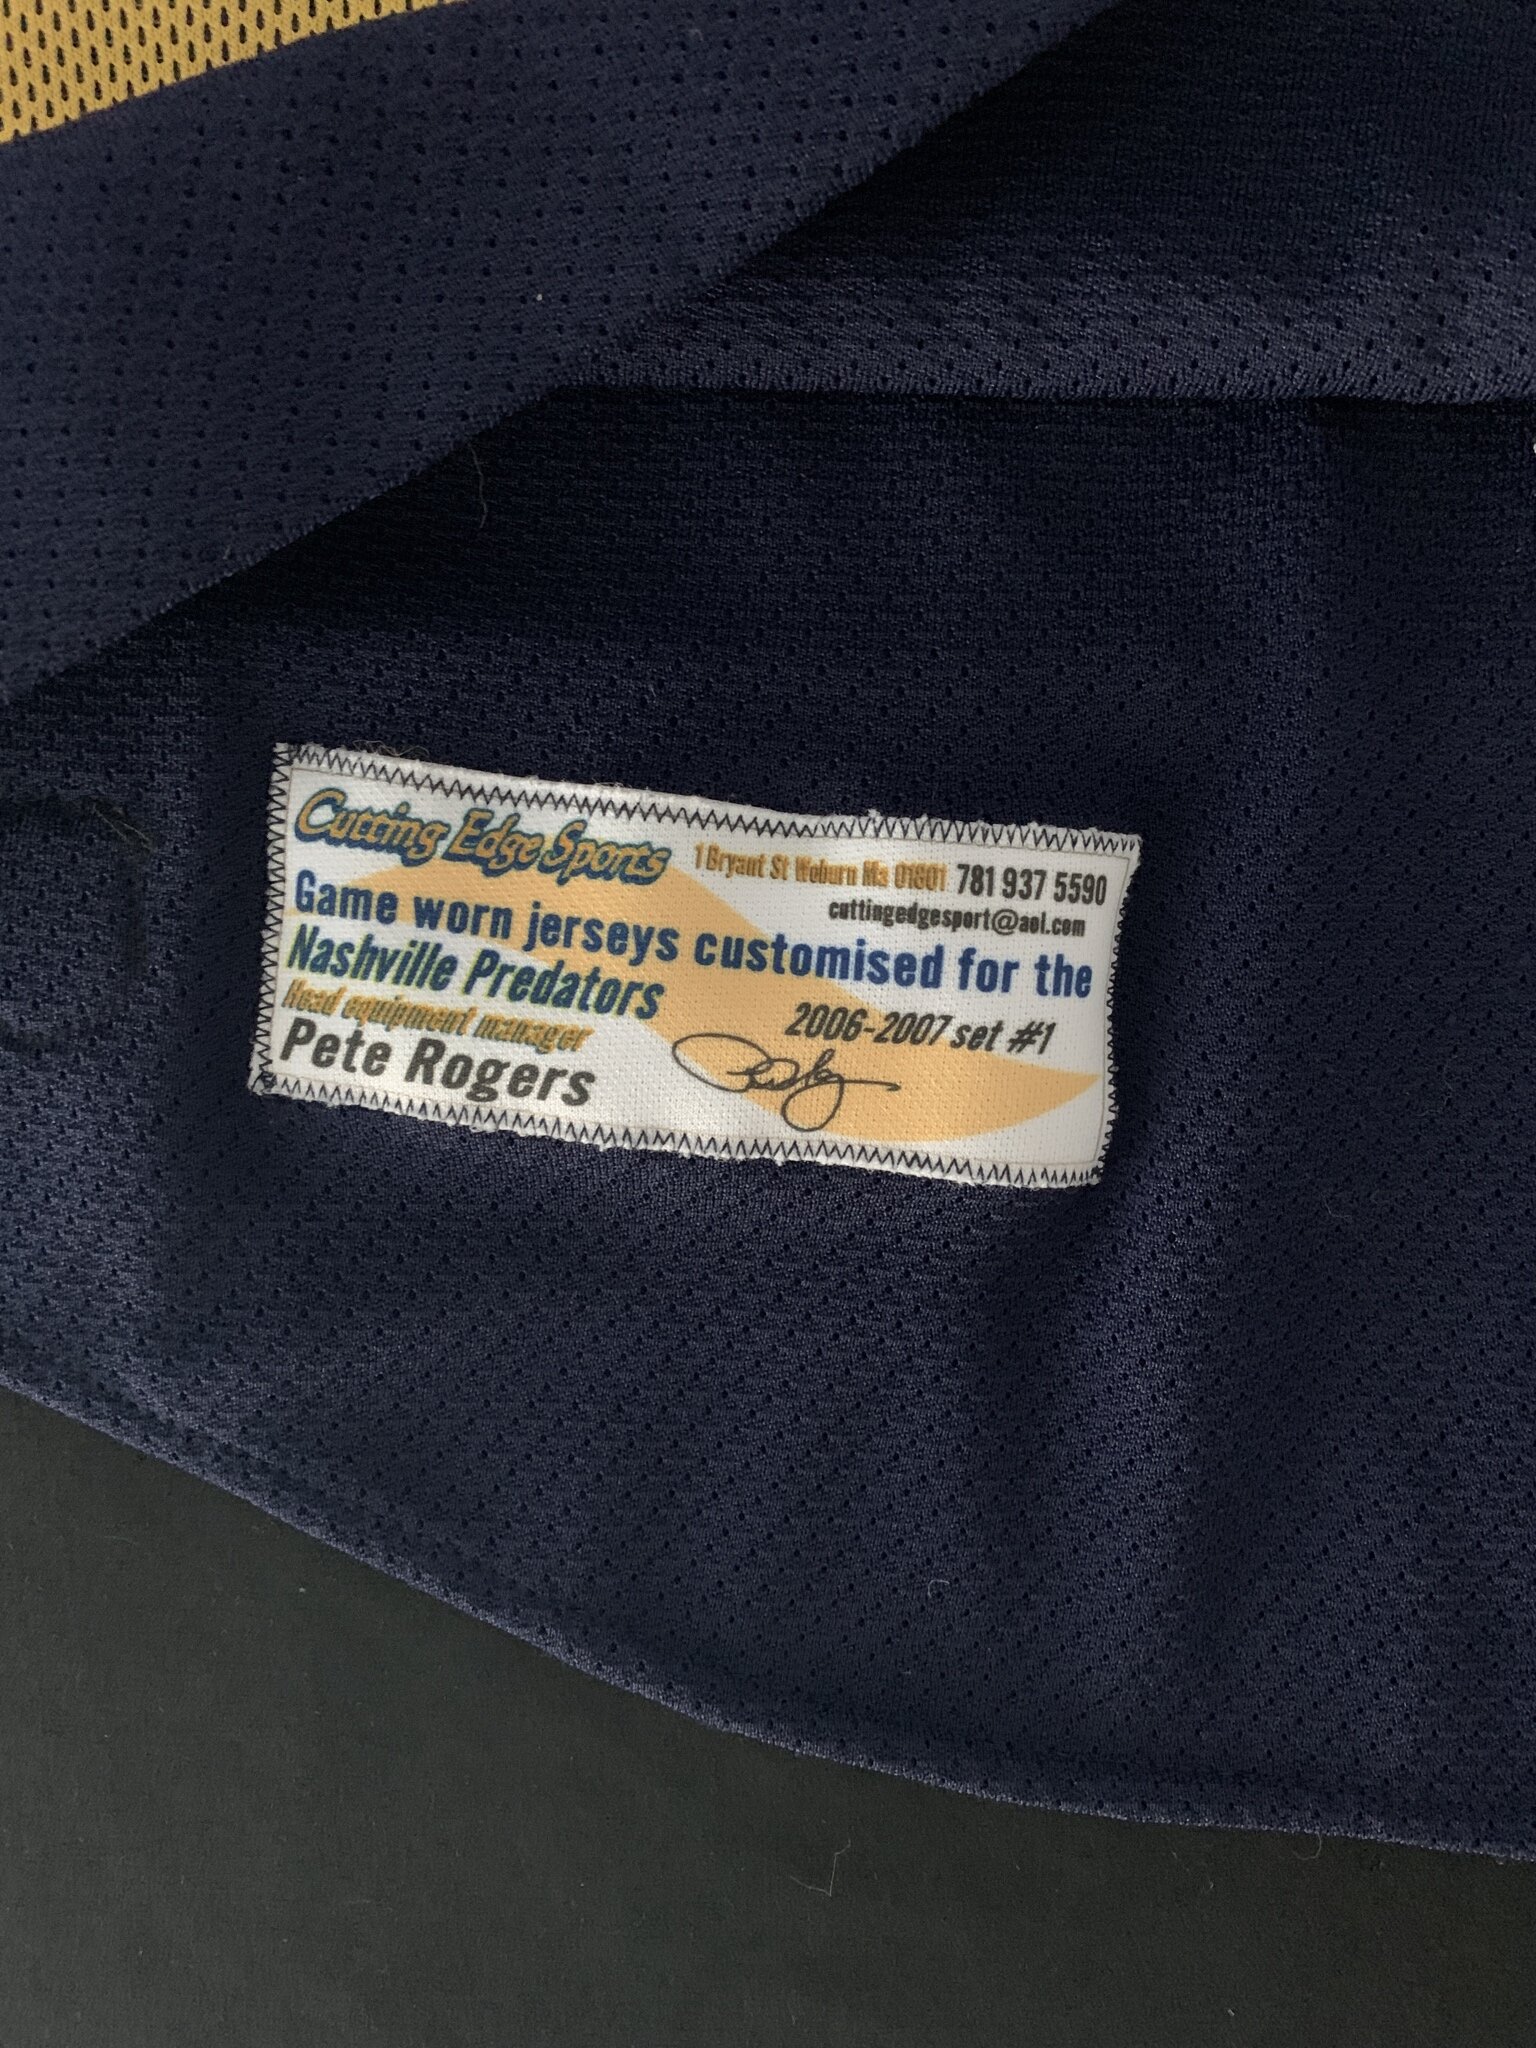 Cutting Edge Sports
1 Bryant St Woburn Ma 01801 781 937 5590
cuttingedgesport@aol.com
Game worn jerseys customised for the
Nashville Predators
2006-2007 set #1
Head equipment manager
Pete Rogers